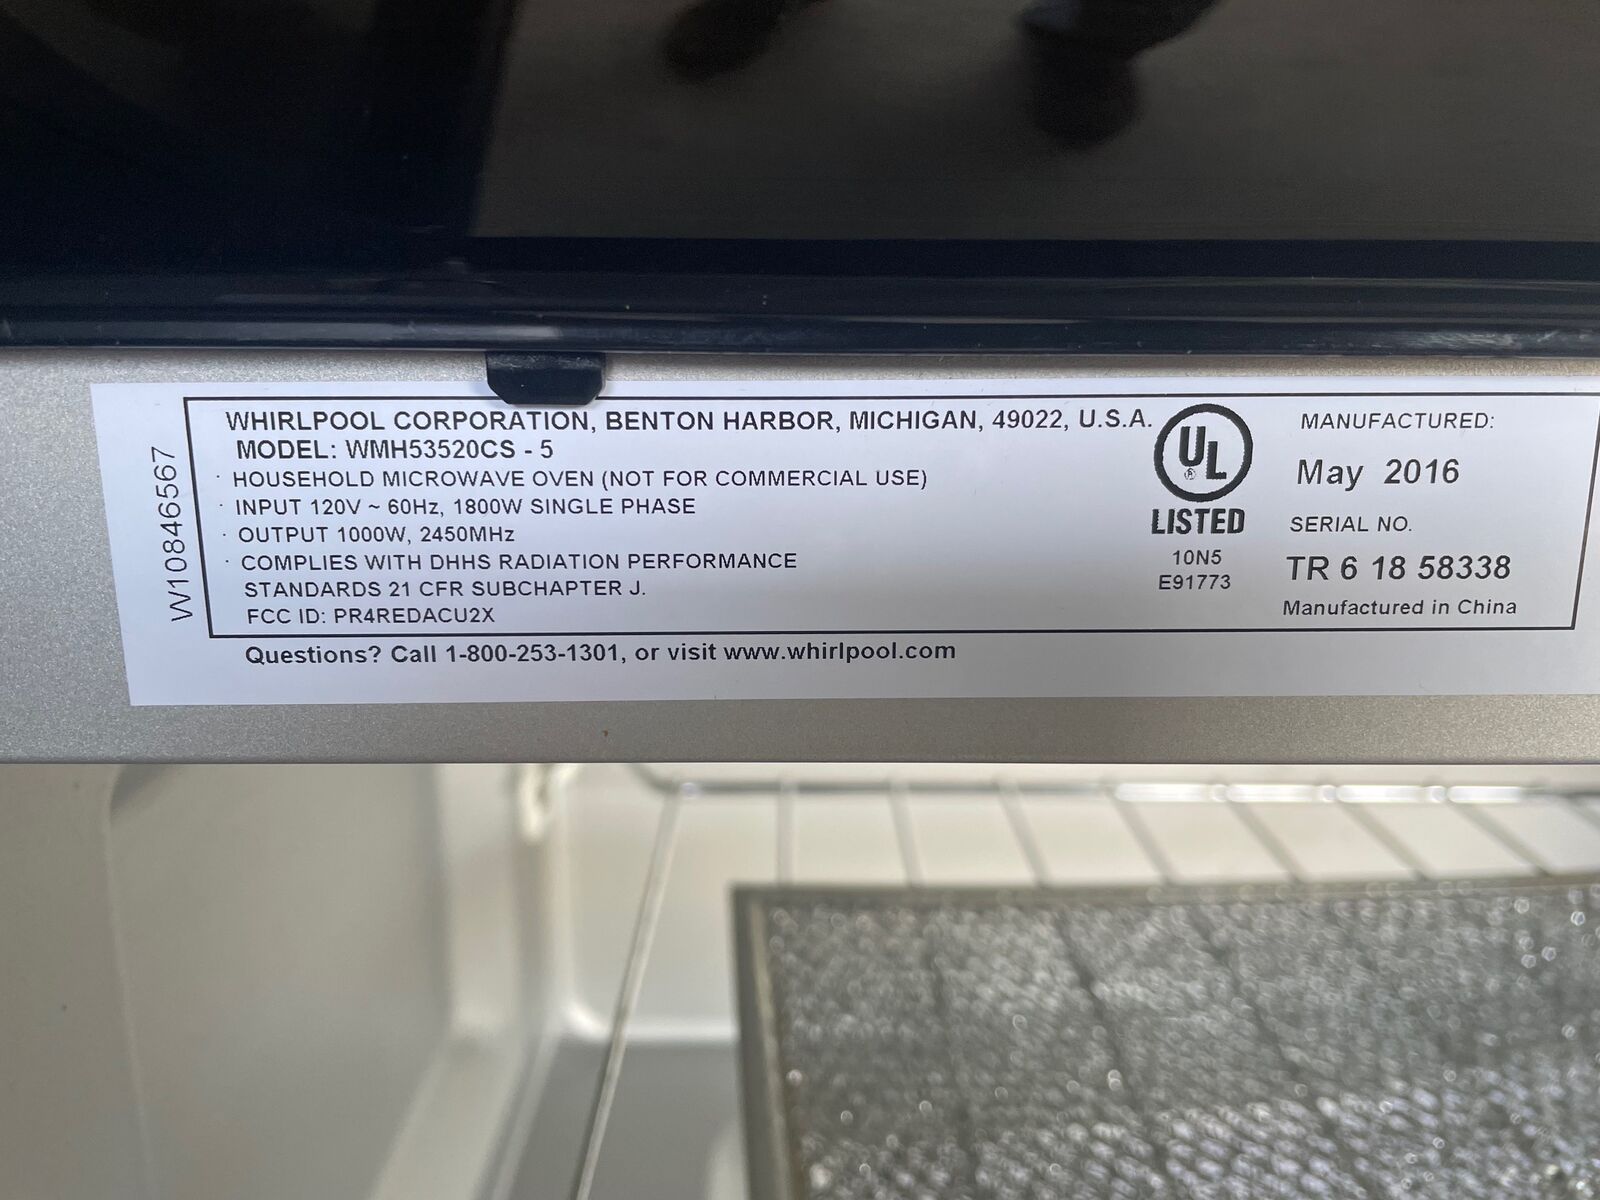 WHIRLPOOL CORPORATION, BENTON HARBOR, MICHIGAN, 49022, U.S.A.
MODEL: WMH53520CS - 5
· HOUSEHOLD MICROWAVE OVEN (NOT FOR COMMERCIAL USE)
· INPUT 120V ~ 60Hz, 1800W SINGLE PHASE
· OUTPUT 1000W, 2450MHz
· COMPLIES WITH DHHS RADIATION PERFORMANCE
STANDARDS 21 CFR SUBCHAPTER J.
FCC ID: PR4REDACU2X
W10846567
UL
®
LISTED
10N5
E91773
MANUFACTURED:
May 2016
SERIAL NO.
TR 6 18 58338
Manufactured in China
Questions? Call 1-800-253-1301, or visit www.whirlpool.com